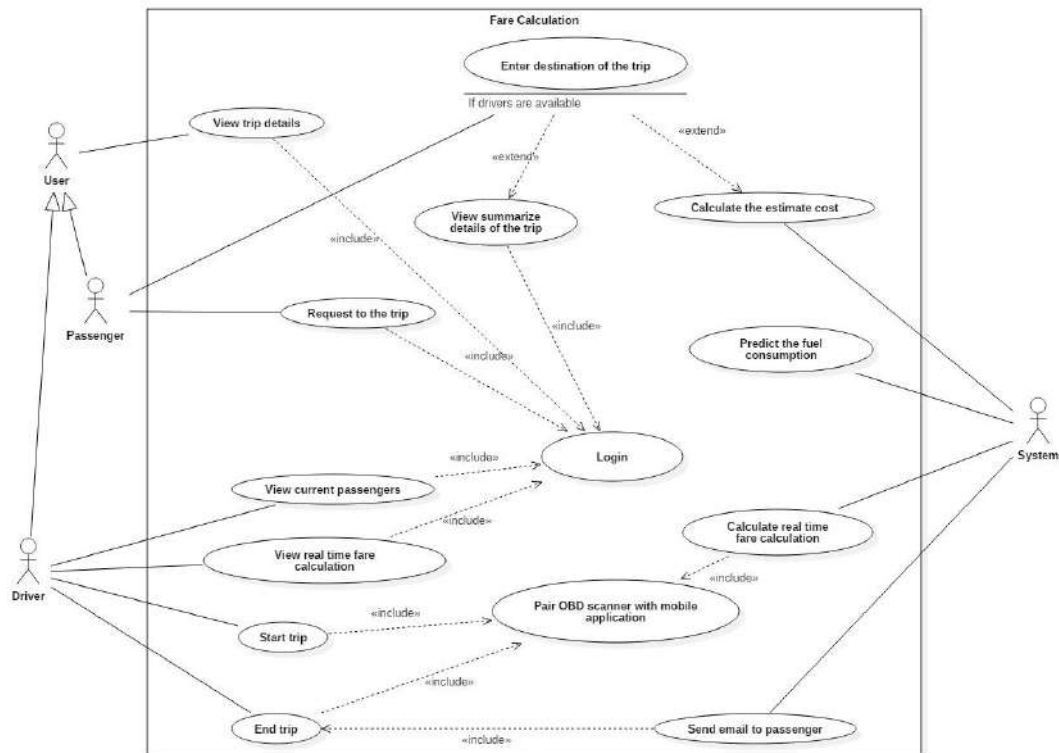 Fare Calculation
Enter destination of the trip
If drivers are available
View trip details
«extend»
«extend»
User
View summarize
details of the trip
Calculate the estimate cost
«include»
Request to the trip
Passenger
«include»
«include»
Predict the fuel
consumption
Login
System
«include»
View current passengers
«include»
Calculate real time
fare calculation
View real time fare
calculation
Driver
«include»
Pair OBD scanner with mobile
application
«include»
Start trip
«include»
End trip
Send email to passenger
«include»